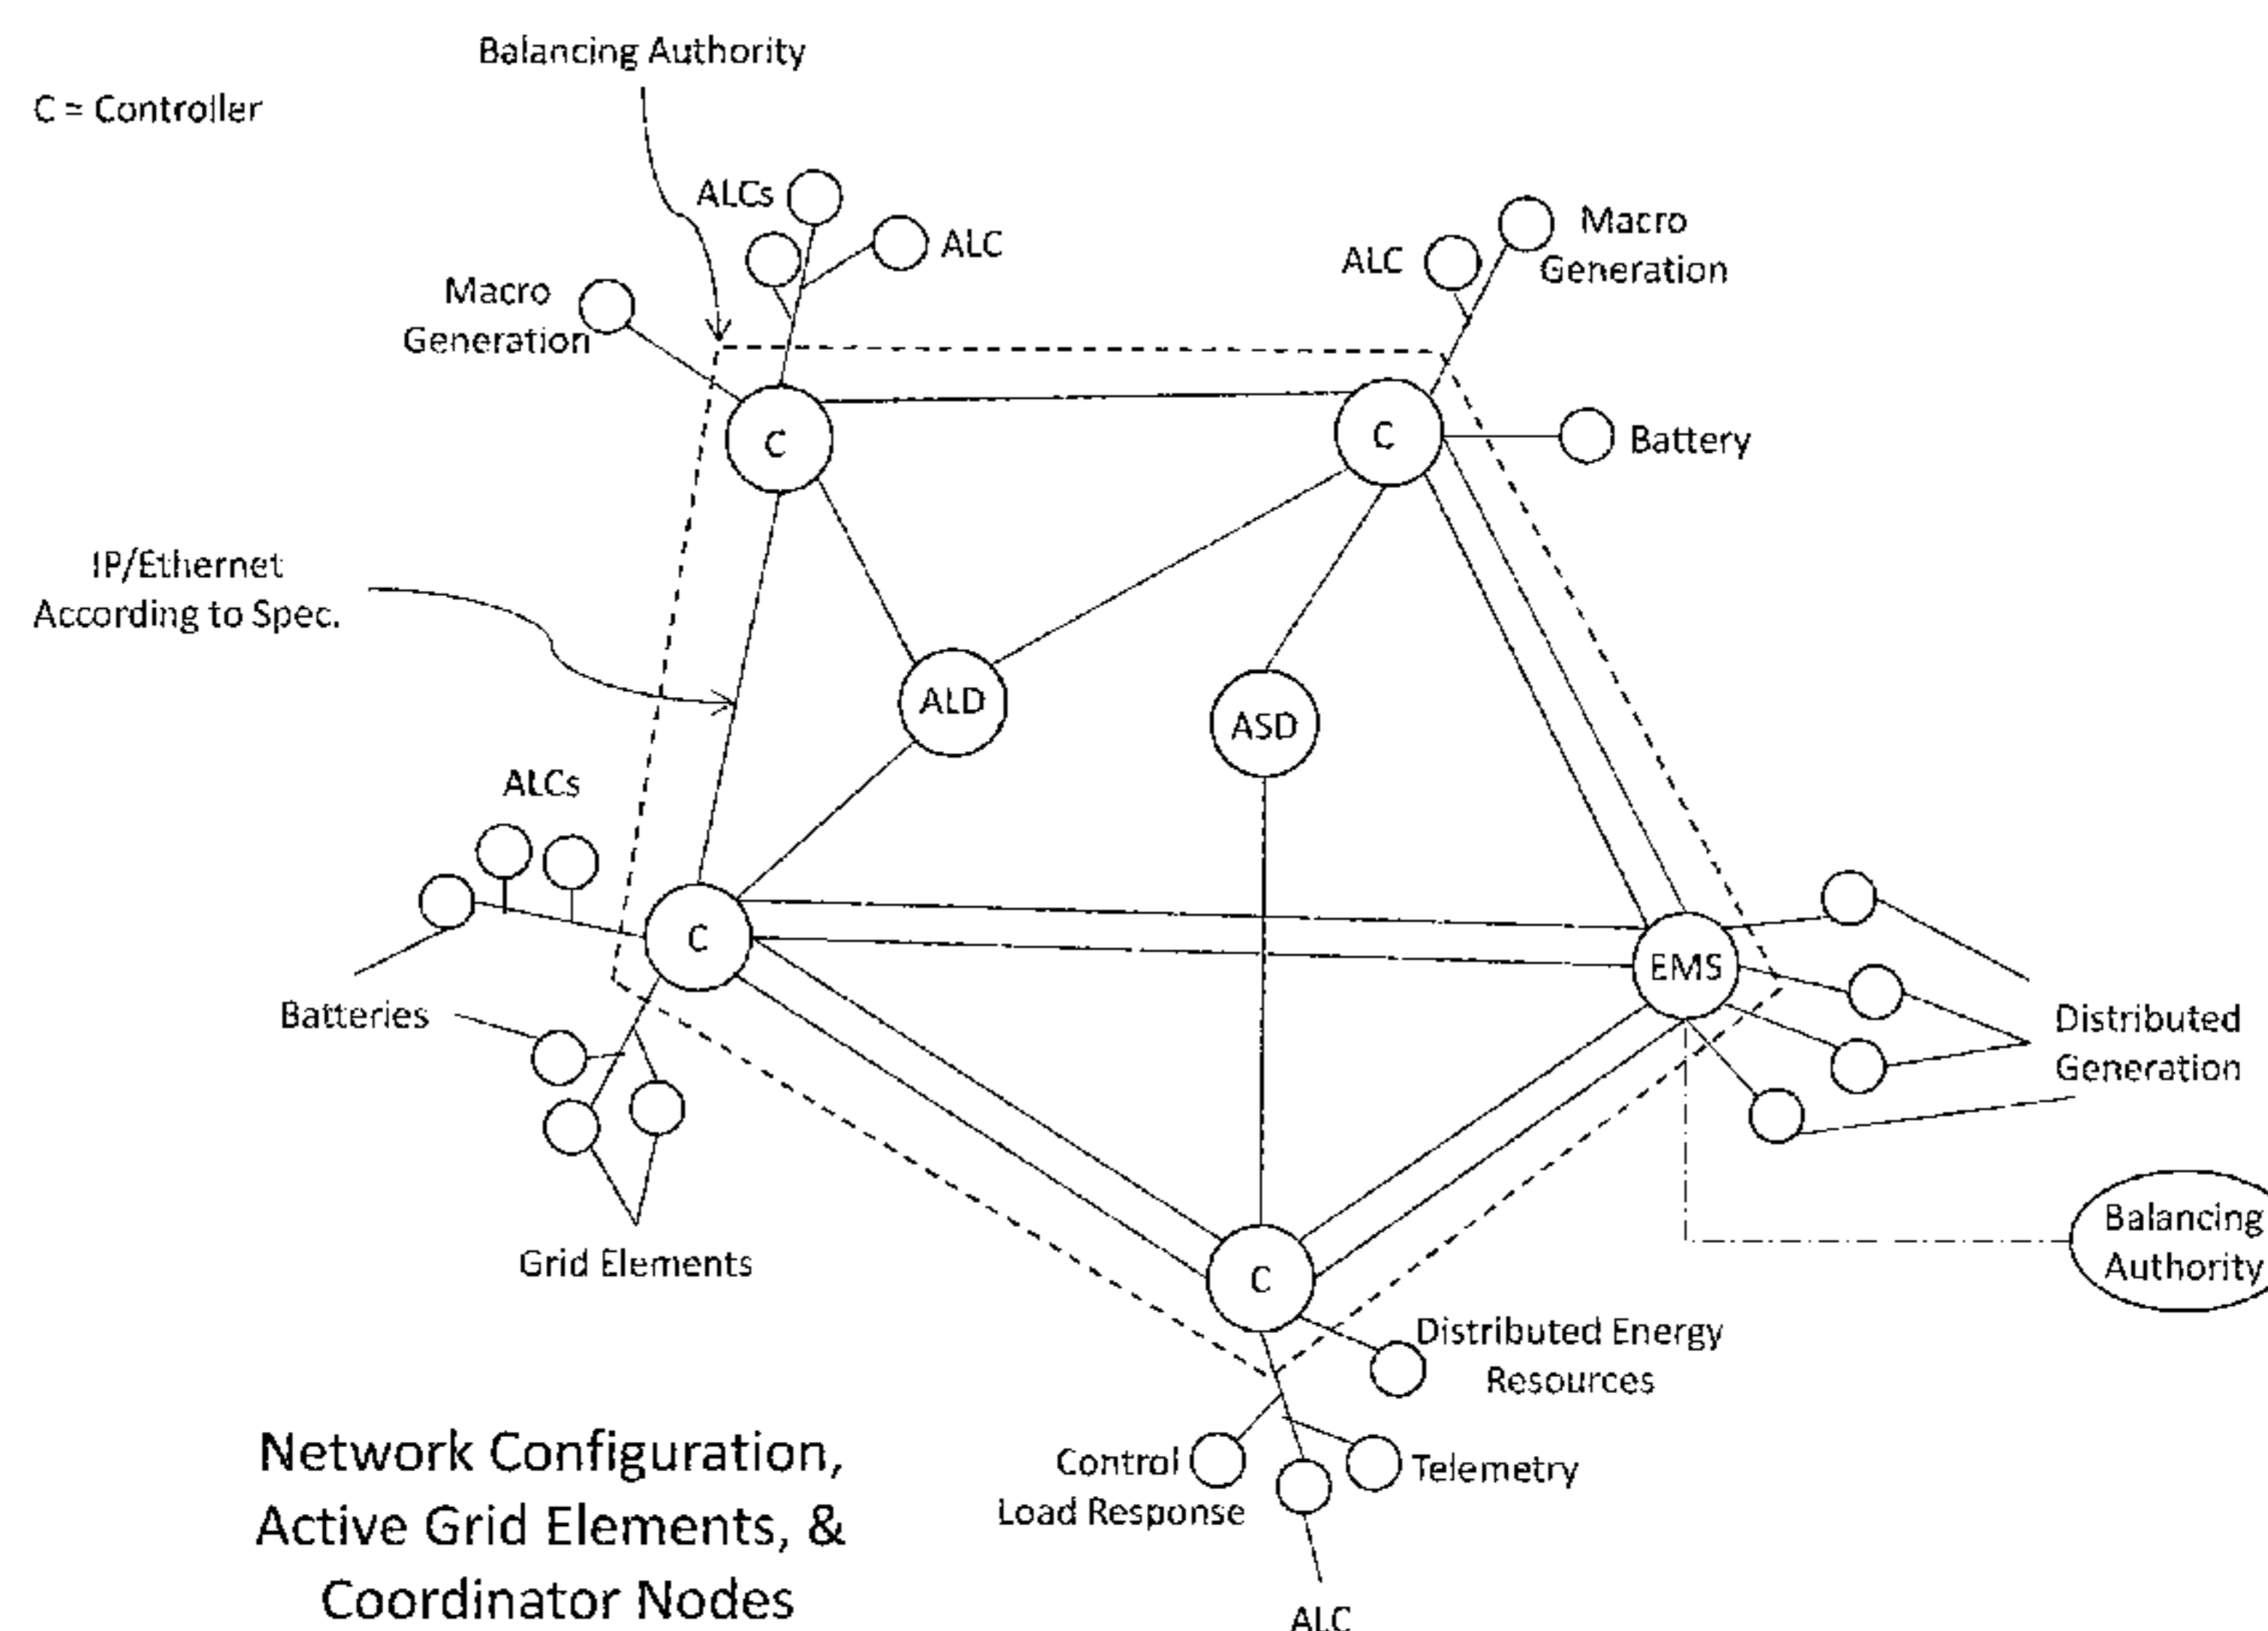 Balancing Authority
C = Controller
ALCs
ALC
Macro
Generation
ALC
Macro
Generation
C
C
Battery
IP/Ethernet
According to Spec.
ALD
ASD
ALCs
C
EMS
Batteries
Distributed
Generation
Grid Elements
Balancing
Authority
C
Distributed Energy
Resources
Control
Load Response
Telemetry
ALC
Network Configuration,
Active Grid Elements, &
Coordinator Nodes